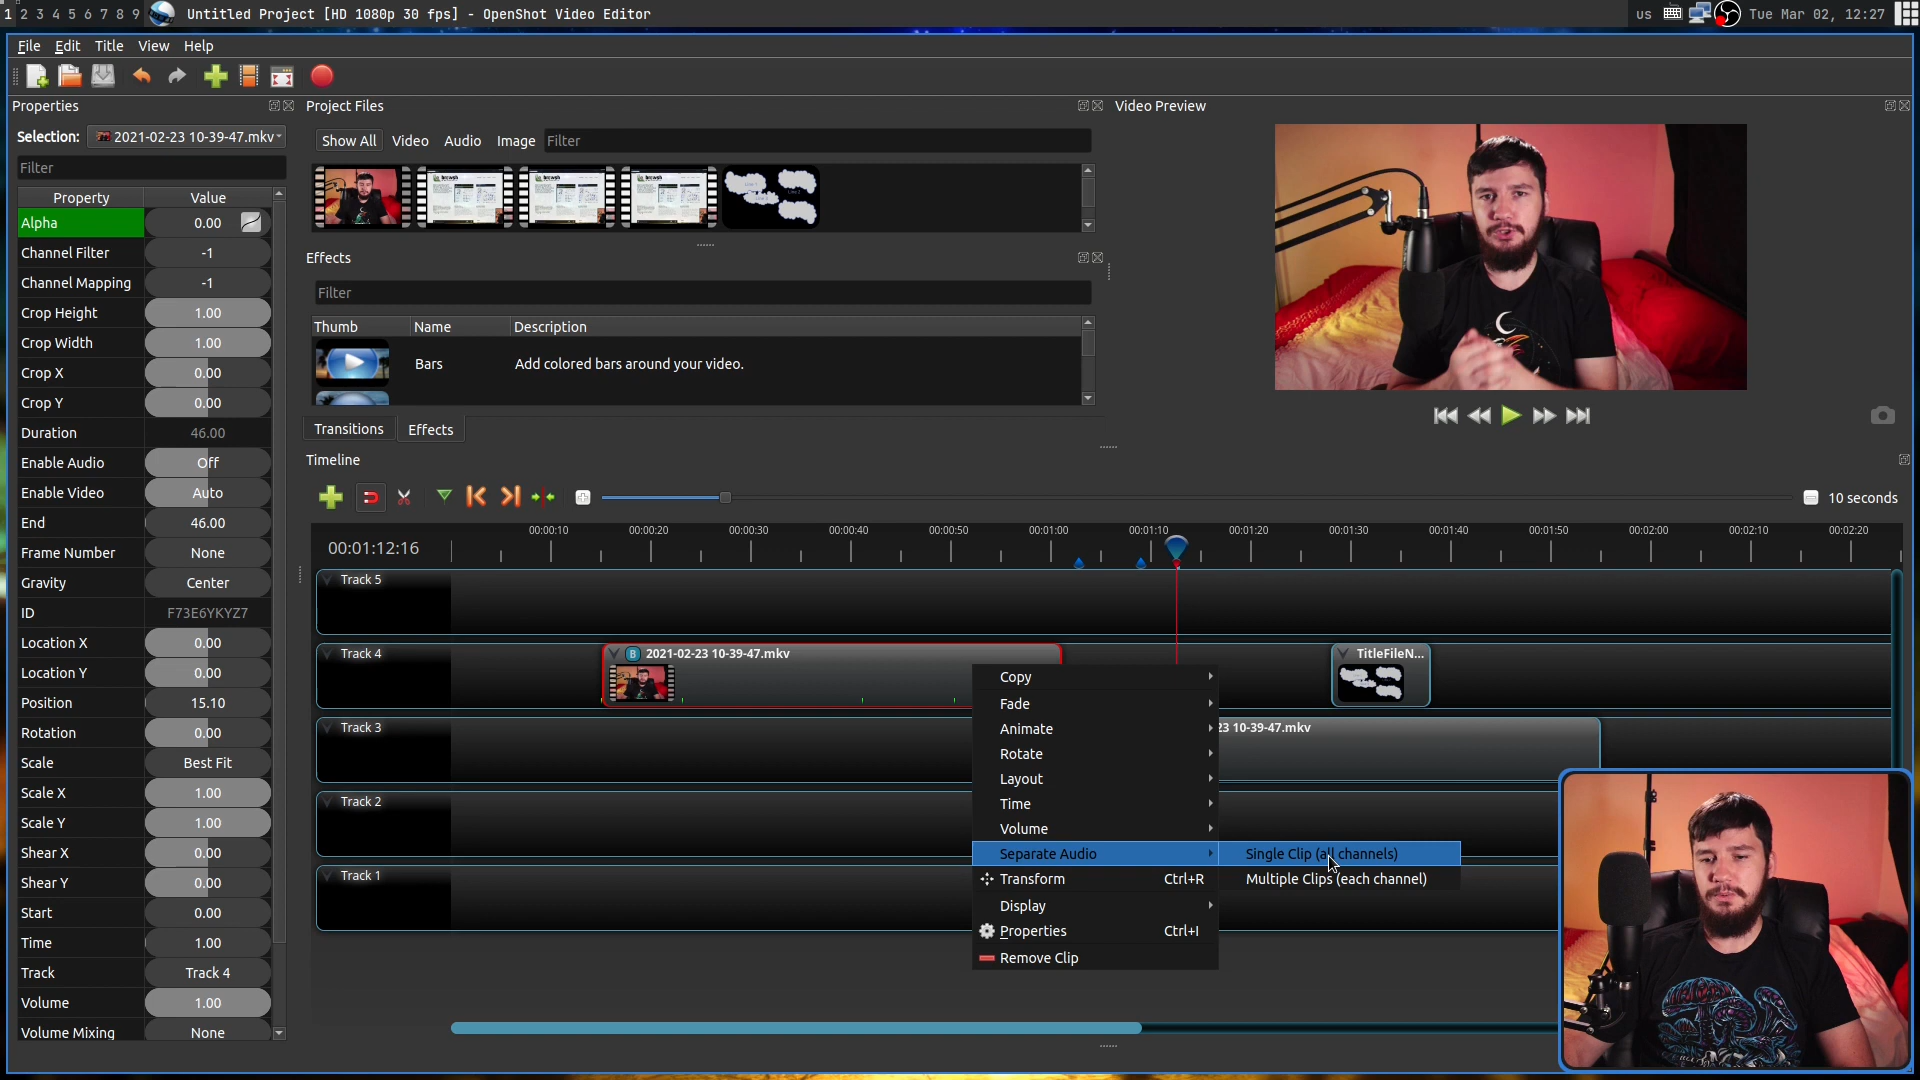 1 2 3 4 5 6 7 8 9 Untitled Project [HD 1080p 30 fps] - OpenShot Video Editor us Tue Mar 02, 12:27
File Edit Title View Help
Properties
Selection: 2021-02-23 10-39-47.mkv
Filter
Property Value
Alpha 0.00
Channel Filter -1
Channel Mapping -1
Crop Height 1.00
Crop Width 1.00
Crop X 0.00
Crop Y 0.00
Duration 46.00
Enable Audio Off
Enable Video Auto
End 46.00
Frame Number None
Gravity Center
ID F73E6YKYZ7
Location X 0.00
Location Y 0.00
Position 15.10
Rotation 0.00
Scale Best Fit
Scale X 1.00
Scale Y 1.00
Shear X 0.00
Shear Y 0.00
Start 0.00
Time 1.00
Track Track 4
Volume 1.00
Volume Mixing None
Project Files
Show All Video Audio Image Filter
Effects
Filter
Thumb Name Description
Bars Add colored bars around your video.
Transitions Effects
Video Preview
Timeline
10 seconds
00:01:12:16
00:00:10 00:00:20 00:00:30 00:00:40 00:00:50 00:01:00 00:01:10 00:01:20 00:01:30 00:01:40 00:01:50 00:02:00 00:02:10 00:02:20
Track 5
Track 4 B 2021-02-23 10-39-47.mkv TitleFileN...
Track 3 23 10-39-47.mkv
Track 2
Track 1
Copy
Fade
Animate
Rotate
Layout
Time
Volume
Separate Audio
Transform Ctrl+R
Display
Properties Ctrl+I
Remove Clip
Single Clip (all channels)
Multiple Clips (each channel)